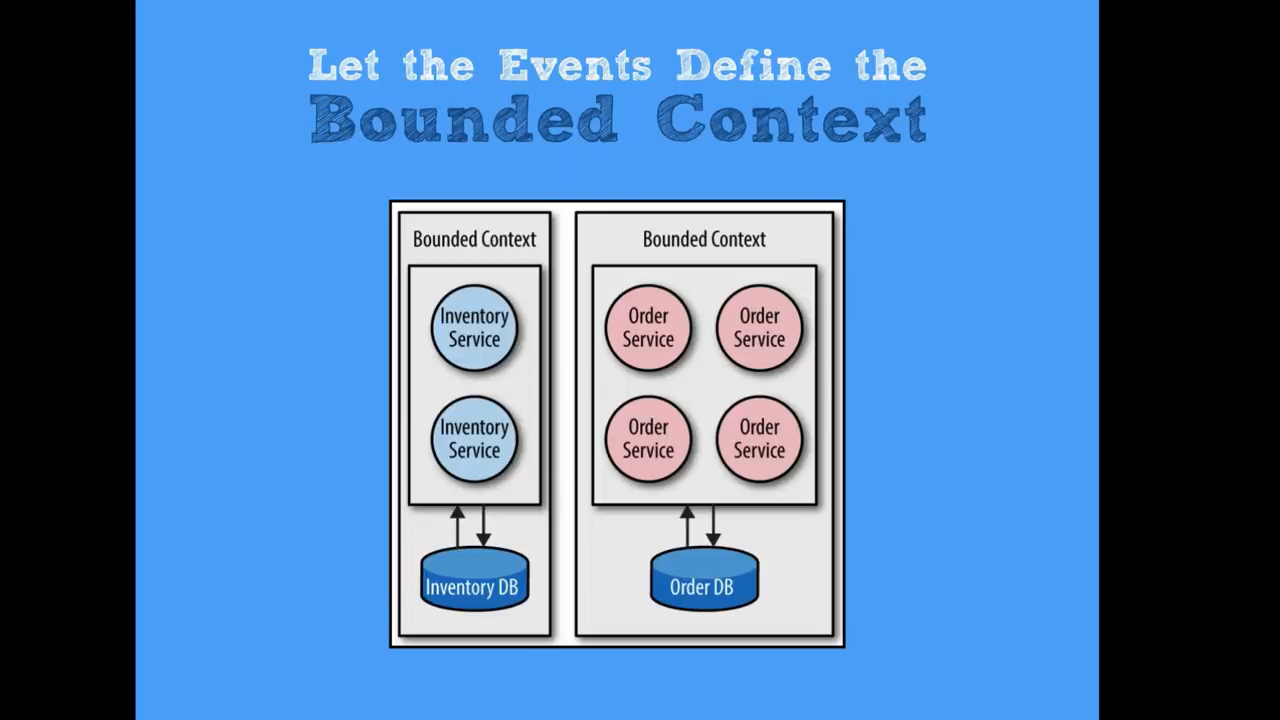 Let the Events Define the
Bounded Context
Bounded Context
Inventory
Service
Inventory
Service
Inventory DB
Bounded Context
Order
Service
Order
Service
Order
Service
Order
Service
Order DB